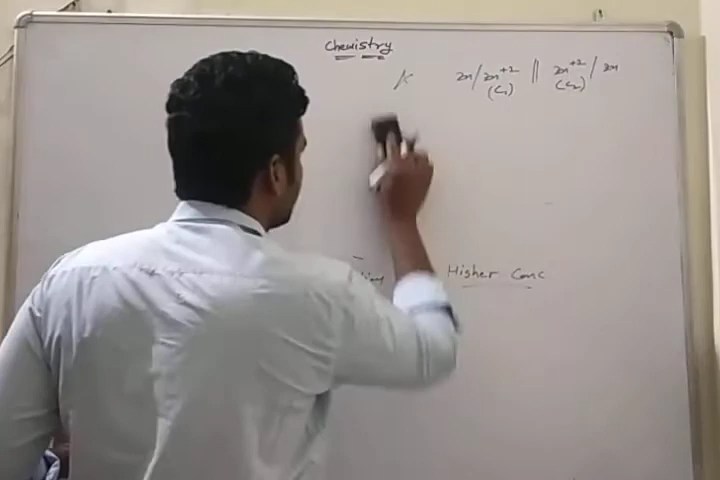 Chemistry
K Zn/Zn+2 || Zn+2/Zn
(C1) (C2)
Higher Conc